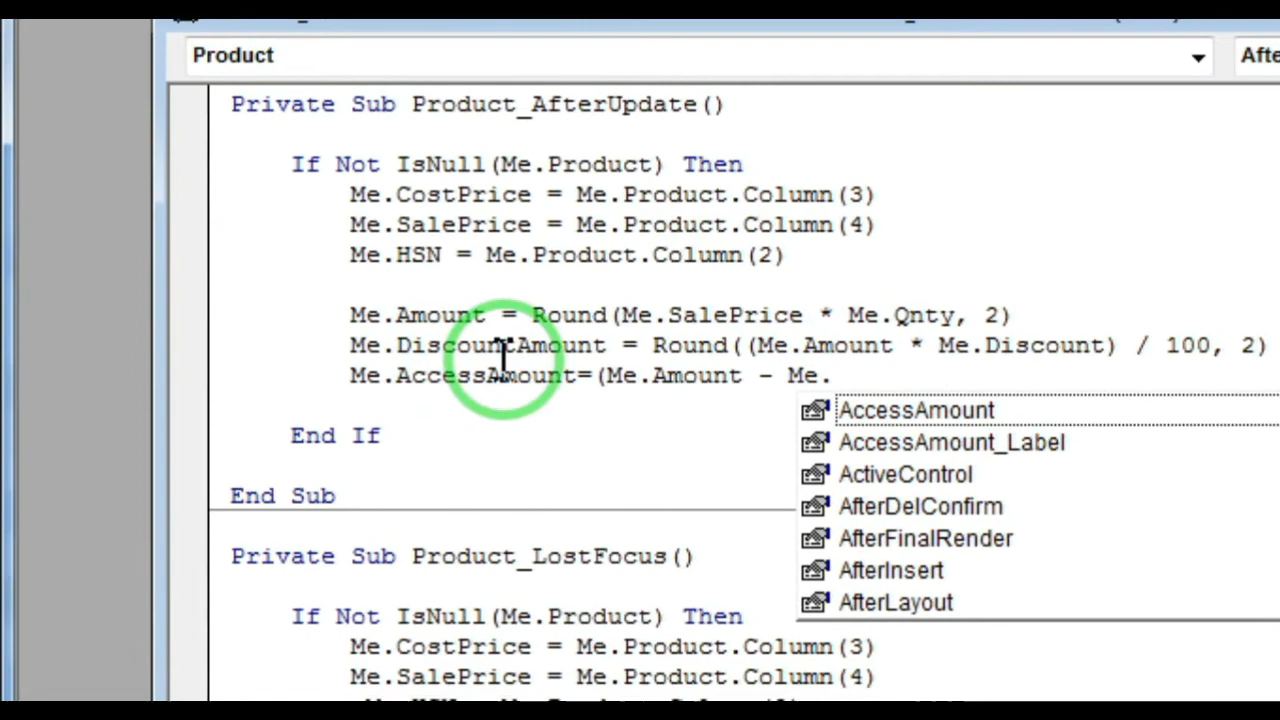 Product
Afte
Private Sub Product_AfterUpdate()
If Not IsNull(Me.Product) Then
Me.CostPrice = Me.Product.Column(3)
Me.SalePrice = Me.Product.Column(4)
Me.HSN = Me.Product.Column(2)
Me.Amount = Round(Me.SalePrice * Me.Qnty, 2)
Me.DiscountAmount = Round((Me.Amount * Me.Discount) / 100, 2)
Me.AccessAmount=(Me.Amount - Me.
AccessAmount
AccessAmount_Label
ActiveControl
AfterDelConfirm
AfterFinalRender
AfterInsert
AfterLayout
End If
End Sub
Private Sub Product_LostFocus()
If Not IsNull(Me.Product) Then
Me.CostPrice = Me.Product.Column(3)
Me.SalePrice = Me.Product.Column(4)